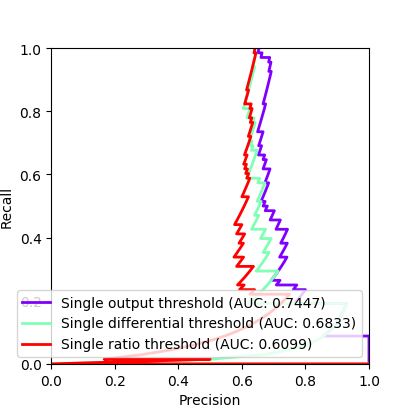 1.0
0.8
0.6
0.4
0.2
0.0
Recall
Single output threshold (AUC: 0.7447)
Single differential threshold (AUC: 0.6833)
Single ratio threshold (AUC: 0.6099)
0.0 0.2 0.4 0.6 0.8 1.0
Precision